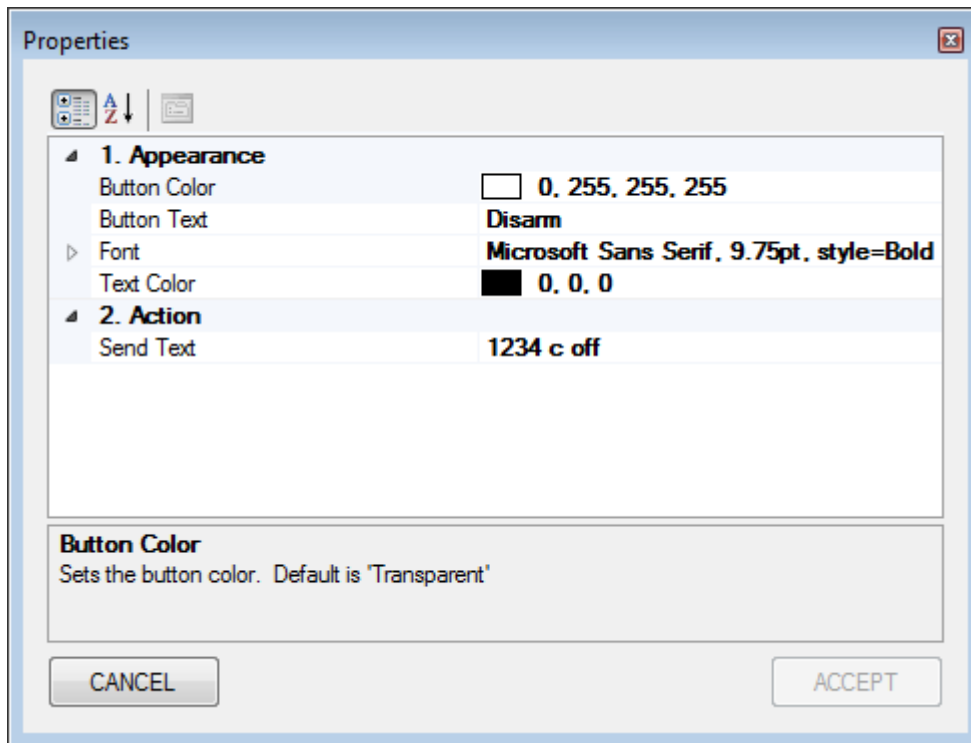 Properties
A
Z
1. Appearance
Button Color 0, 255, 255, 255
Button Text Disarm
Font Microsoft Sans Serif, 9.75pt, style=Bold
Text Color 0, 0, 0
2. Action
Send Text 1234 c off
Button Color
Sets the button color.  Default is 'Transparent'
CANCEL ACCEPT